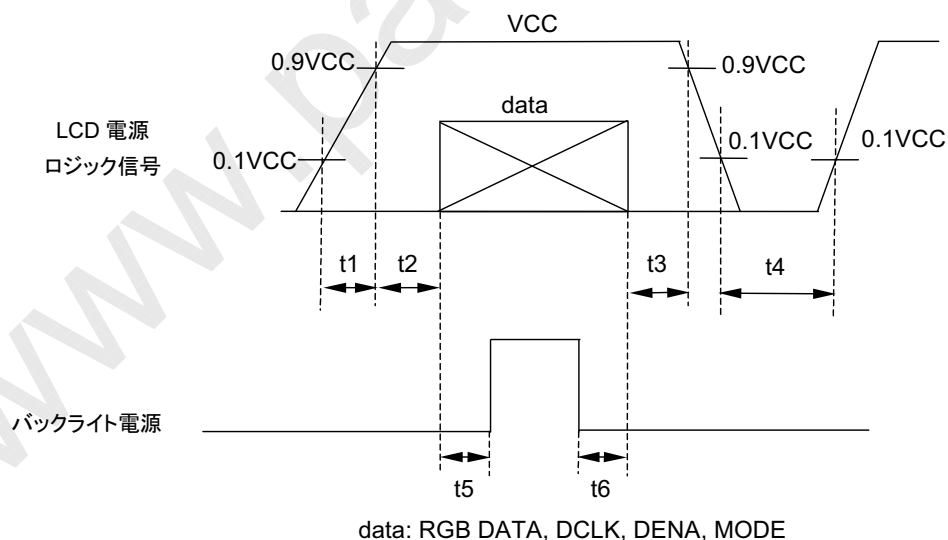 VCC
0.9VCC
0.9VCC
data
LCD 電源
ロジック信号
0.1VCC
0.1VCC
0.1VCC
t1
t2
t3
t4
バックライト電源
t5
t6
data: RGB DATA, DCLK, DENA, MODE
www.pa